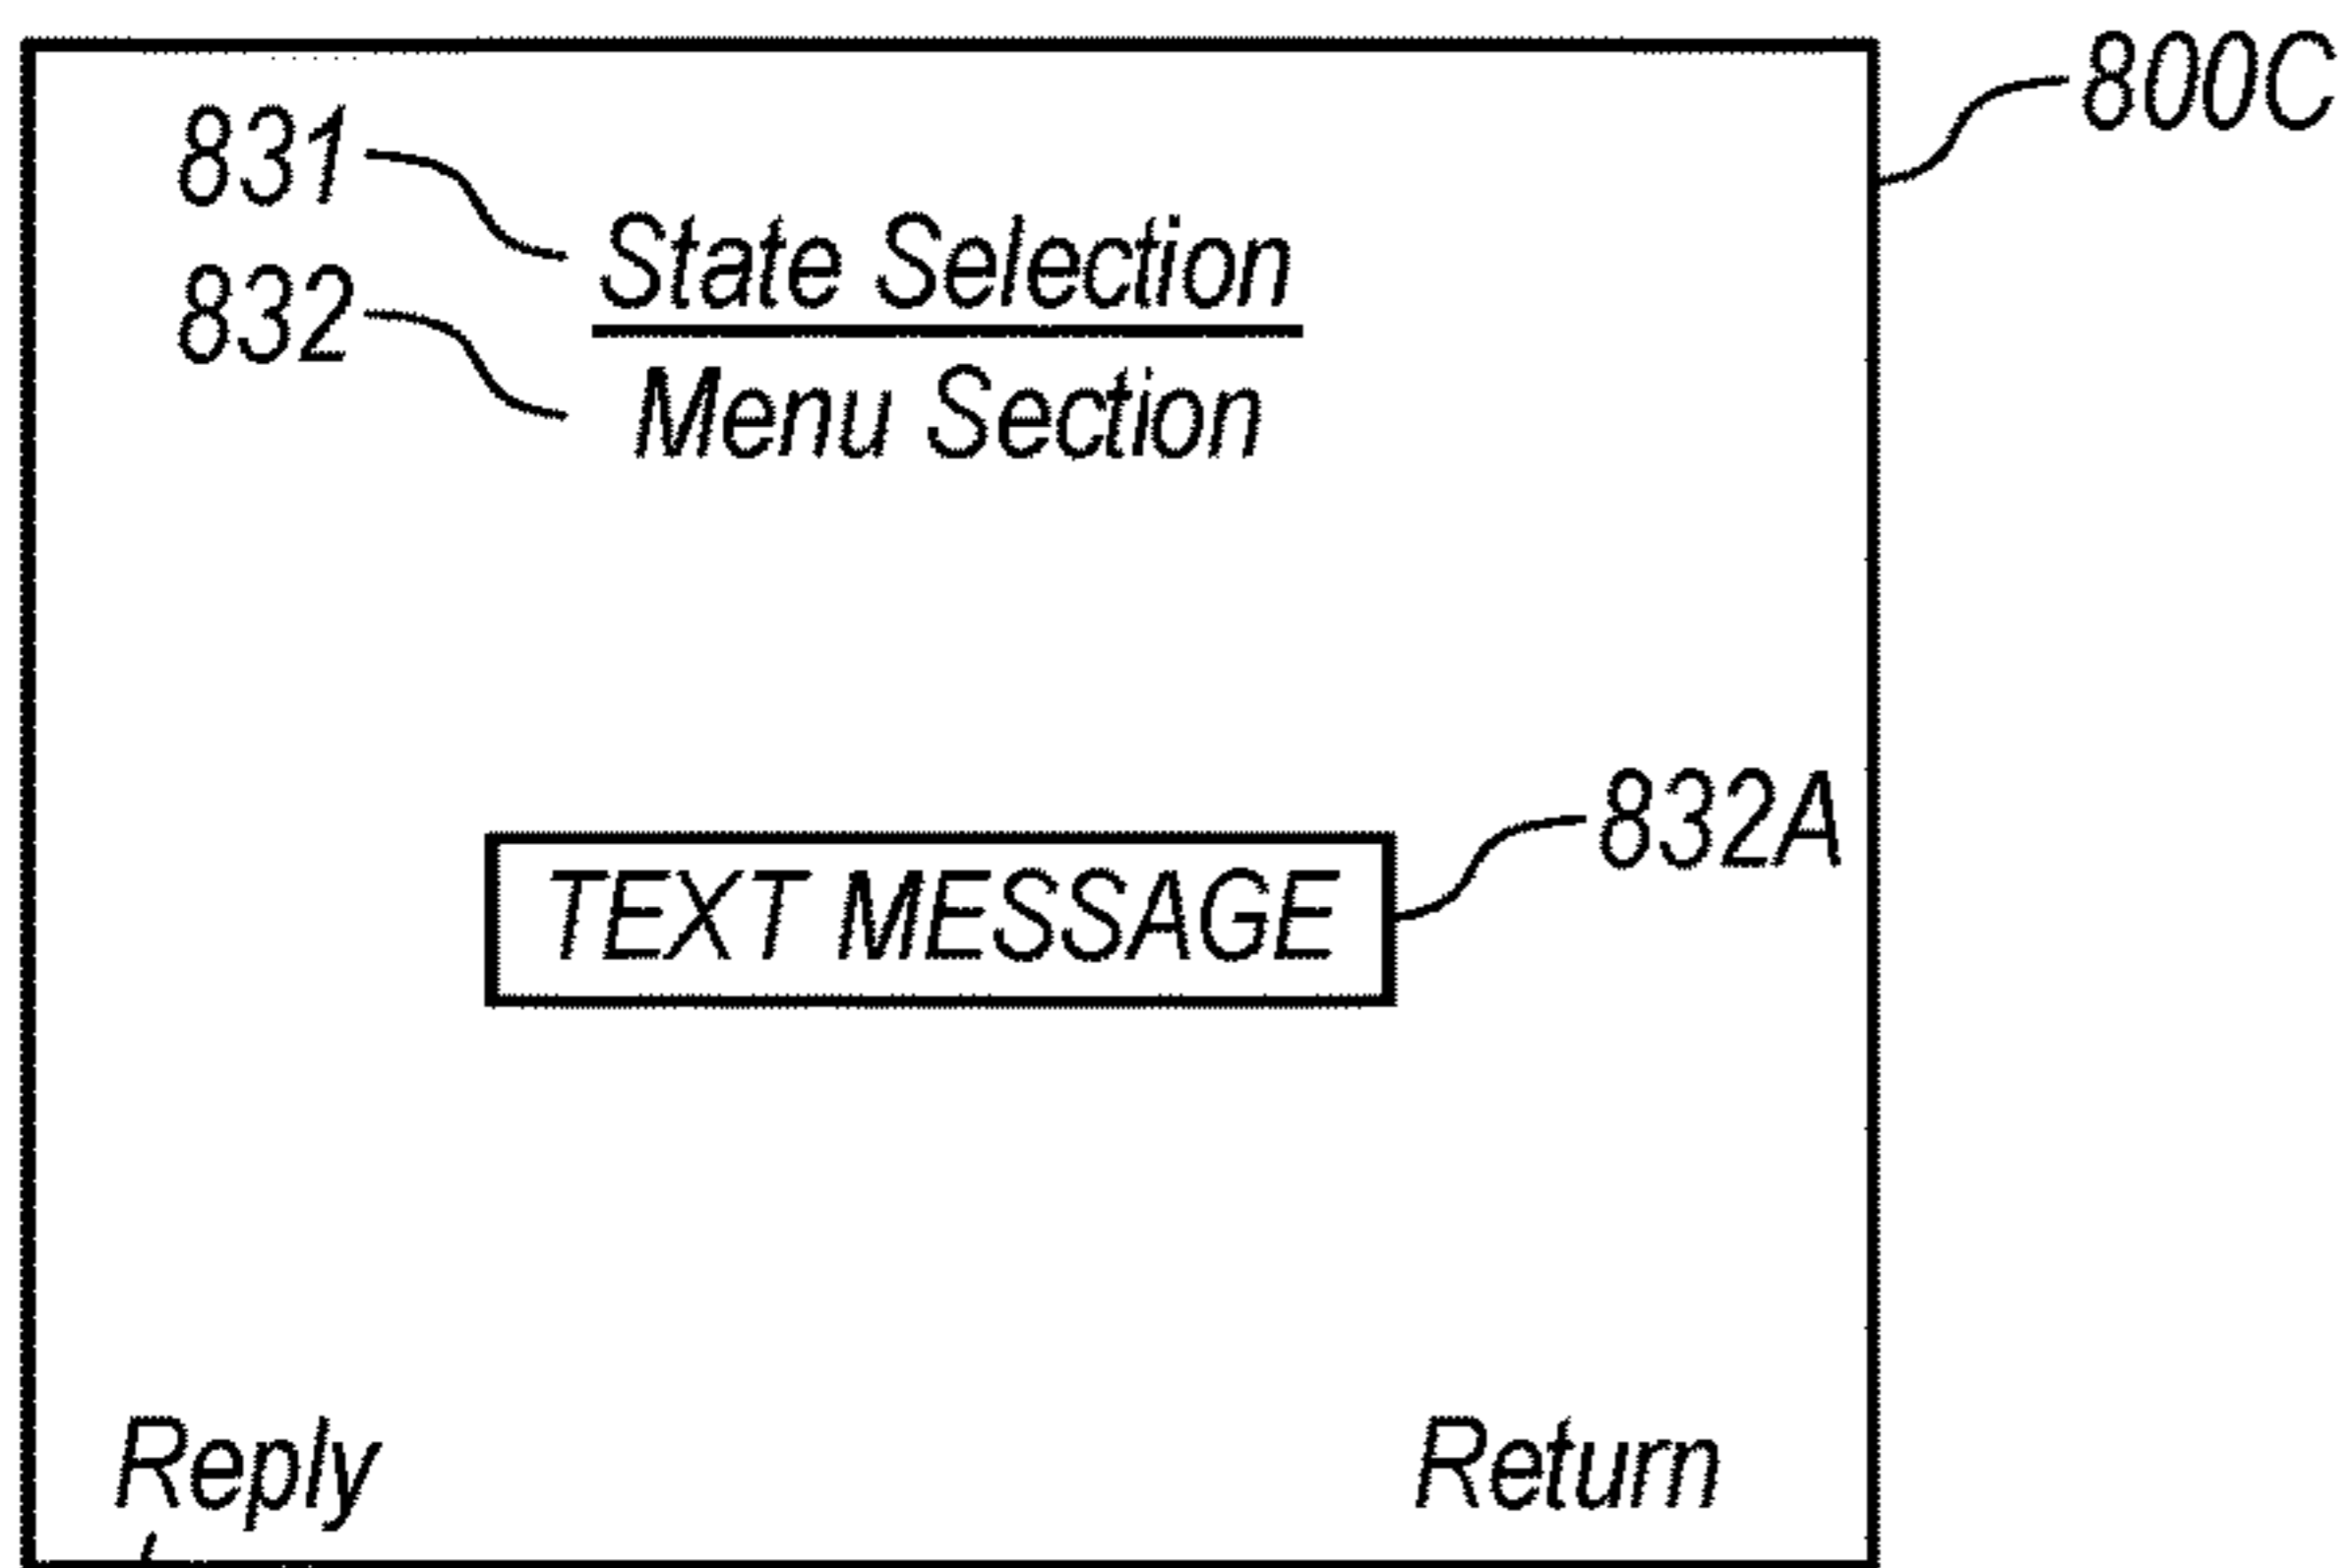 800C
831
State Selection
832
Menu Section
832A
TEXT MESSAGE
Reply Return